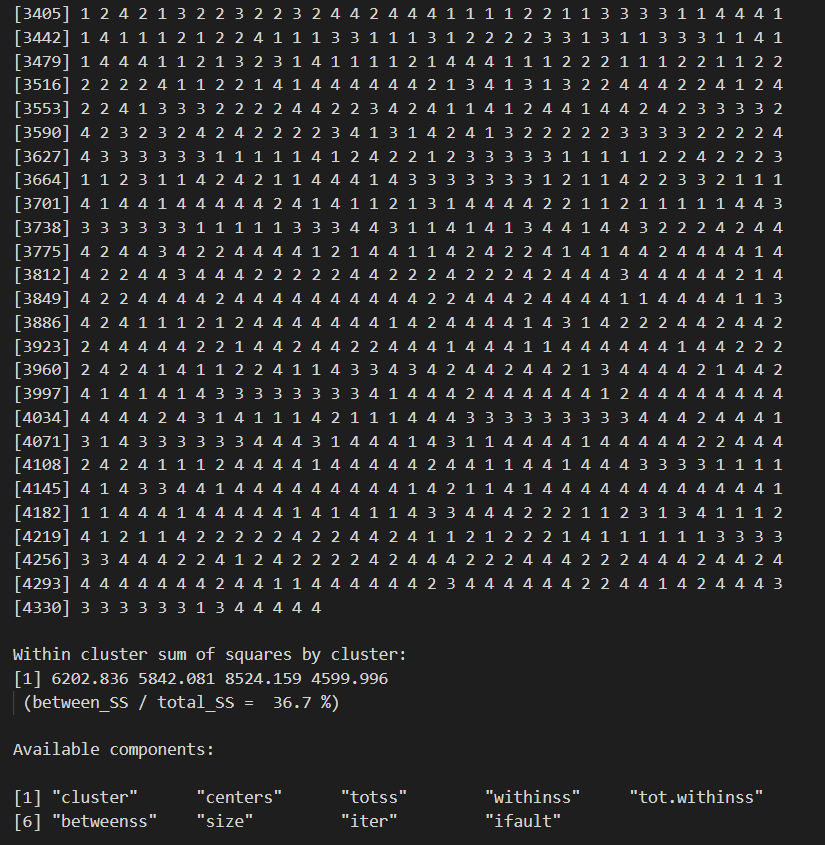 [3405] 1 2 4 2 1 3 2 2 3 2 2 3 2 4 4 2 4 4 4 1 1 1 1 2 2 1 1 3 3 3 3 1 1 4 4 4 1
[3442] 1 4 1 1 1 2 1 2 2 4 1 1 1 3 3 1 1 1 3 1 2 2 2 2 3 3 1 3 1 1 3 3 3 1 1 4 1
[3479] 1 4 4 4 1 1 2 1 3 2 3 1 4 1 1 1 1 2 1 4 4 4 1 1 1 2 2 2 1 1 1 2 2 1 1 2 2
[3516] 2 2 2 2 4 1 1 2 2 1 4 1 4 4 4 4 4 4 2 1 3 4 1 3 1 3 2 2 4 4 4 2 2 4 1 2 4
[3553] 2 2 4 1 3 3 3 2 2 2 2 4 4 2 2 3 4 2 4 1 1 4 1 2 4 4 1 4 4 2 4 2 3 3 3 3 2
[3590] 4 2 3 2 3 2 4 2 4 2 2 2 2 3 4 1 3 1 4 2 4 1 3 2 2 2 2 2 3 3 3 3 2 2 2 2 4
[3627] 4 3 3 3 3 3 3 1 1 1 1 1 4 1 2 4 2 2 1 2 3 3 3 3 3 1 1 1 1 1 2 2 4 2 2 2 3
[3664] 1 1 2 3 1 1 4 2 4 2 1 1 4 4 4 1 4 3 3 3 3 3 3 3 1 2 1 1 4 2 2 3 3 2 1 1 1
[3701] 4 1 4 4 1 4 4 4 4 4 2 4 1 4 1 1 2 1 3 1 4 4 4 4 2 2 1 1 2 1 1 1 1 1 4 4 3
[3738] 3 3 3 3 3 3 1 1 1 1 1 3 3 3 4 4 3 1 1 4 1 4 1 3 4 4 1 4 4 3 2 2 2 4 2 4 4
[3775] 4 2 4 4 3 4 2 2 4 4 4 4 1 2 1 4 4 1 1 4 2 4 2 2 4 1 4 1 4 4 2 4 4 4 4 1 4
[3812] 4 2 2 4 4 3 4 4 4 2 2 2 2 2 4 4 2 2 2 4 2 2 2 4 2 4 4 4 3 4 4 4 4 4 2 1 4
[3849] 4 2 2 4 4 4 4 2 4 4 4 4 4 4 4 4 4 4 2 2 4 4 4 2 4 4 4 4 1 1 4 4 4 4 1 1 3
[3886] 4 2 4 1 1 1 2 1 2 4 4 4 4 4 4 4 1 4 2 4 4 4 4 1 4 3 1 4 2 2 2 4 4 2 4 4 2
[3923] 2 4 4 4 4 4 2 2 1 4 4 2 4 4 2 2 4 4 4 1 4 4 4 1 1 4 4 4 4 4 4 1 4 4 2 2 2
[3960] 2 4 2 4 1 4 1 1 2 2 4 1 1 4 3 3 4 3 4 2 4 4 2 4 4 2 1 3 4 4 4 4 2 1 4 4 2
[3997] 4 1 4 1 4 1 4 3 3 3 3 3 3 3 3 4 1 4 4 4 2 4 4 4 4 4 4 1 2 4 4 4 4 4 4 4 4
[4034] 4 4 4 4 2 4 3 1 4 1 1 1 4 2 1 1 1 4 4 4 3 3 3 3 3 3 3 3 3 4 4 4 2 4 4 4 1
[4071] 3 1 4 3 3 3 3 3 3 4 4 4 3 1 4 4 4 1 4 3 1 1 4 4 4 4 1 4 4 4 4 4 2 2 4 4 4
[4108] 2 4 2 4 1 1 1 2 4 4 4 4 1 4 4 4 4 4 2 4 4 1 1 4 4 1 4 4 4 3 3 3 3 1 1 1 1
[4145] 4 1 4 3 3 4 4 1 4 4 4 4 4 4 4 4 4 1 4 2 1 1 4 1 4 4 4 4 4 4 4 4 4 4 4 4 1
[4182] 1 1 4 4 1 4 4 4 4 4 1 4 1 4 1 1 4 3 3 4 4 4 2 2 2 1 1 2 3 1 3 4 1 1 1 2
[4219] 4 1 2 1 1 4 2 2 2 2 2 4 2 2 4 4 2 4 1 1 2 1 2 2 2 1 4 1 1 1 1 1 1 3 3 3 3
[4256] 3 3 4 4 4 2 2 4 1 2 4 2 2 2 2 4 2 4 4 4 2 2 2 4 4 4 2 2 2 4 4 4 2 4 4 2 4
[4293] 4 4 4 4 4 4 4 2 4 4 1 1 4 4 4 4 4 4 2 3 4 4 4 4 4 4 2 2 4 4 1 4 2 4 4 4 3
[4330] 3 3 3 3 3 3 1 3 4 4 4 4 4
Within cluster sum of squares by cluster:
[1] 6202.836 5842.081 8524.159 4599.996
(between_SS / total_SS =  36.7 %)
Available components:
[1] "cluster" "centers" "totss" "withinss" "tot.withinss"
[6] "betweenss" "size" "iter" "ifault"